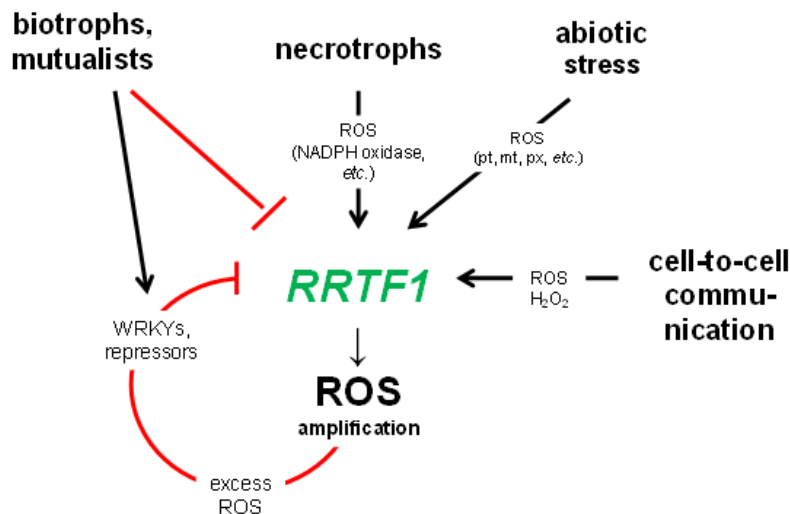 biotrophs,
mutualists
necrotrophs
abiotic
stress
ROS
(NADPH oxidase,
etc.)
ROS
(pt, mt, px, etc.)
RRTF1
ROS
H₂O₂
cell-to-cell
commu-
nication
WRKYs,
repressors
ROS
amplification
excess
ROS